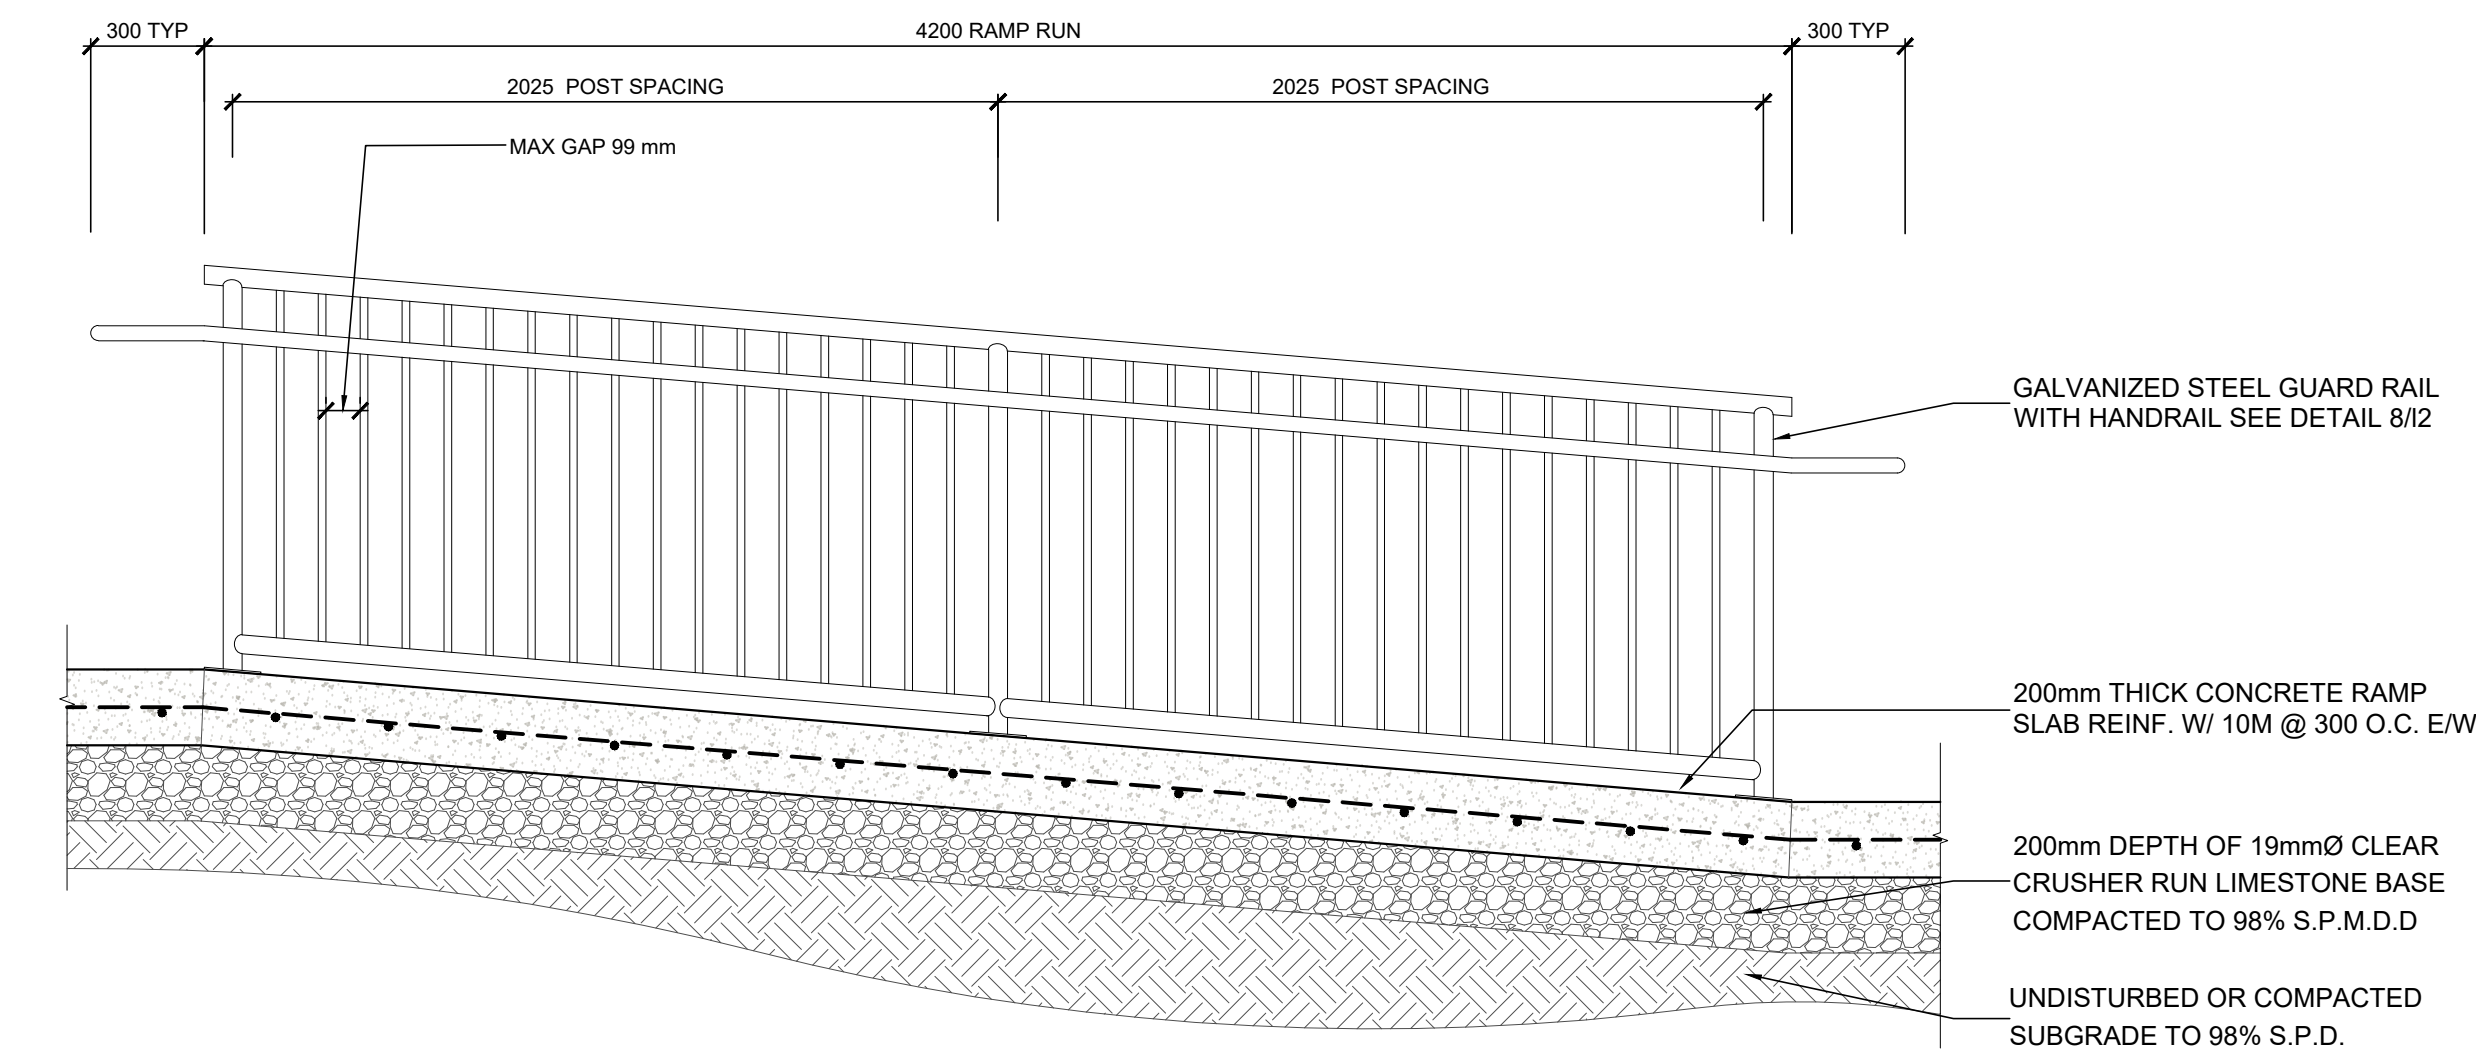 300 TYP
4200 RAMP RUN
300 TYP
2025 POST SPACING
2025 POST SPACING
MAX GAP 99 mm
GALVANIZED STEEL GUARD RAIL
WITH HANDRAIL SEE DETAIL 8/I2
200mm THICK CONCRETE RAMP
SLAB REINF. W/ 10M @ 300 O.C. E/W
200mm DEPTH OF 19mmØ CLEAR
CRUSHER RUN LIMESTONE BASE
COMPACTED TO 98% S.P.M.D.D
UNDISTURBED OR COMPACTED
SUBGRADE TO 98% S.P.D.